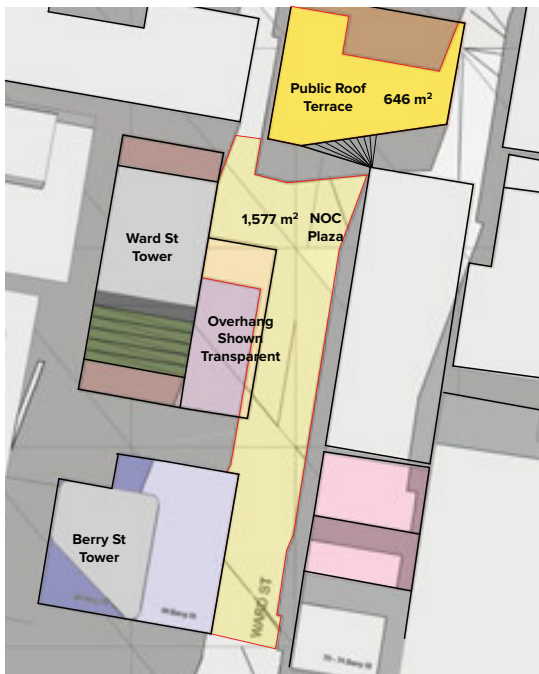 Public Roof
Terrace
646 m²
1,577 m²
NOC
Plaza
Ward St
Tower
Overhang
Shown
Transparent
Berry St
Tower
WARD ST